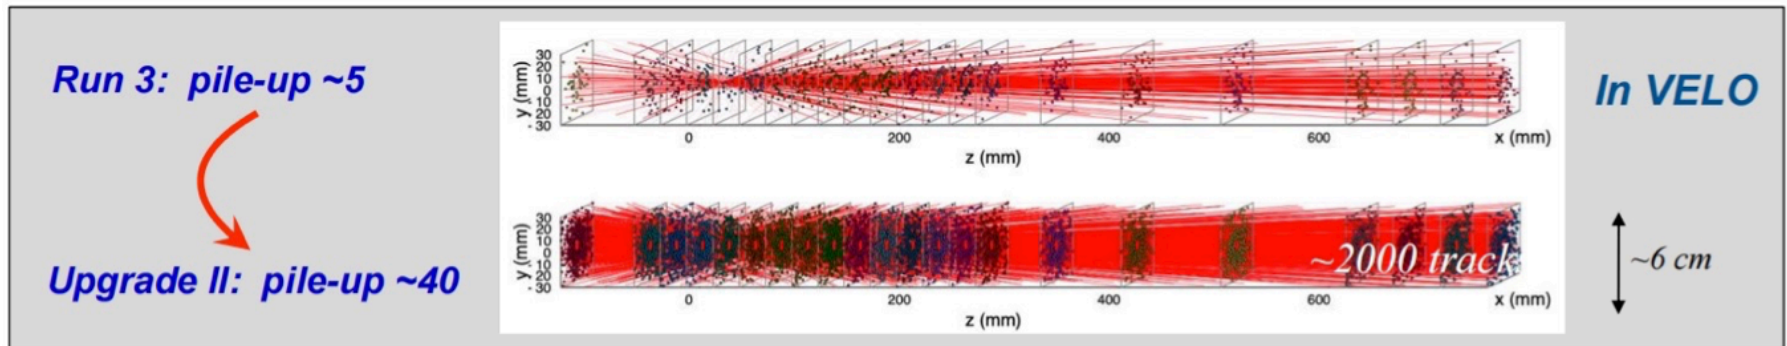 Run 3: pile-up ~5
Upgrade II: pile-up ~40
y (mm)
30
20
10
0
-10
-20
-30
0
200
400
600
x (mm)
z (mm)
y (mm)
30
20
10
0
-10
-20
-30
0
200
400
600
x (mm)
z (mm)
~2000 track
In VELO
~6 cm